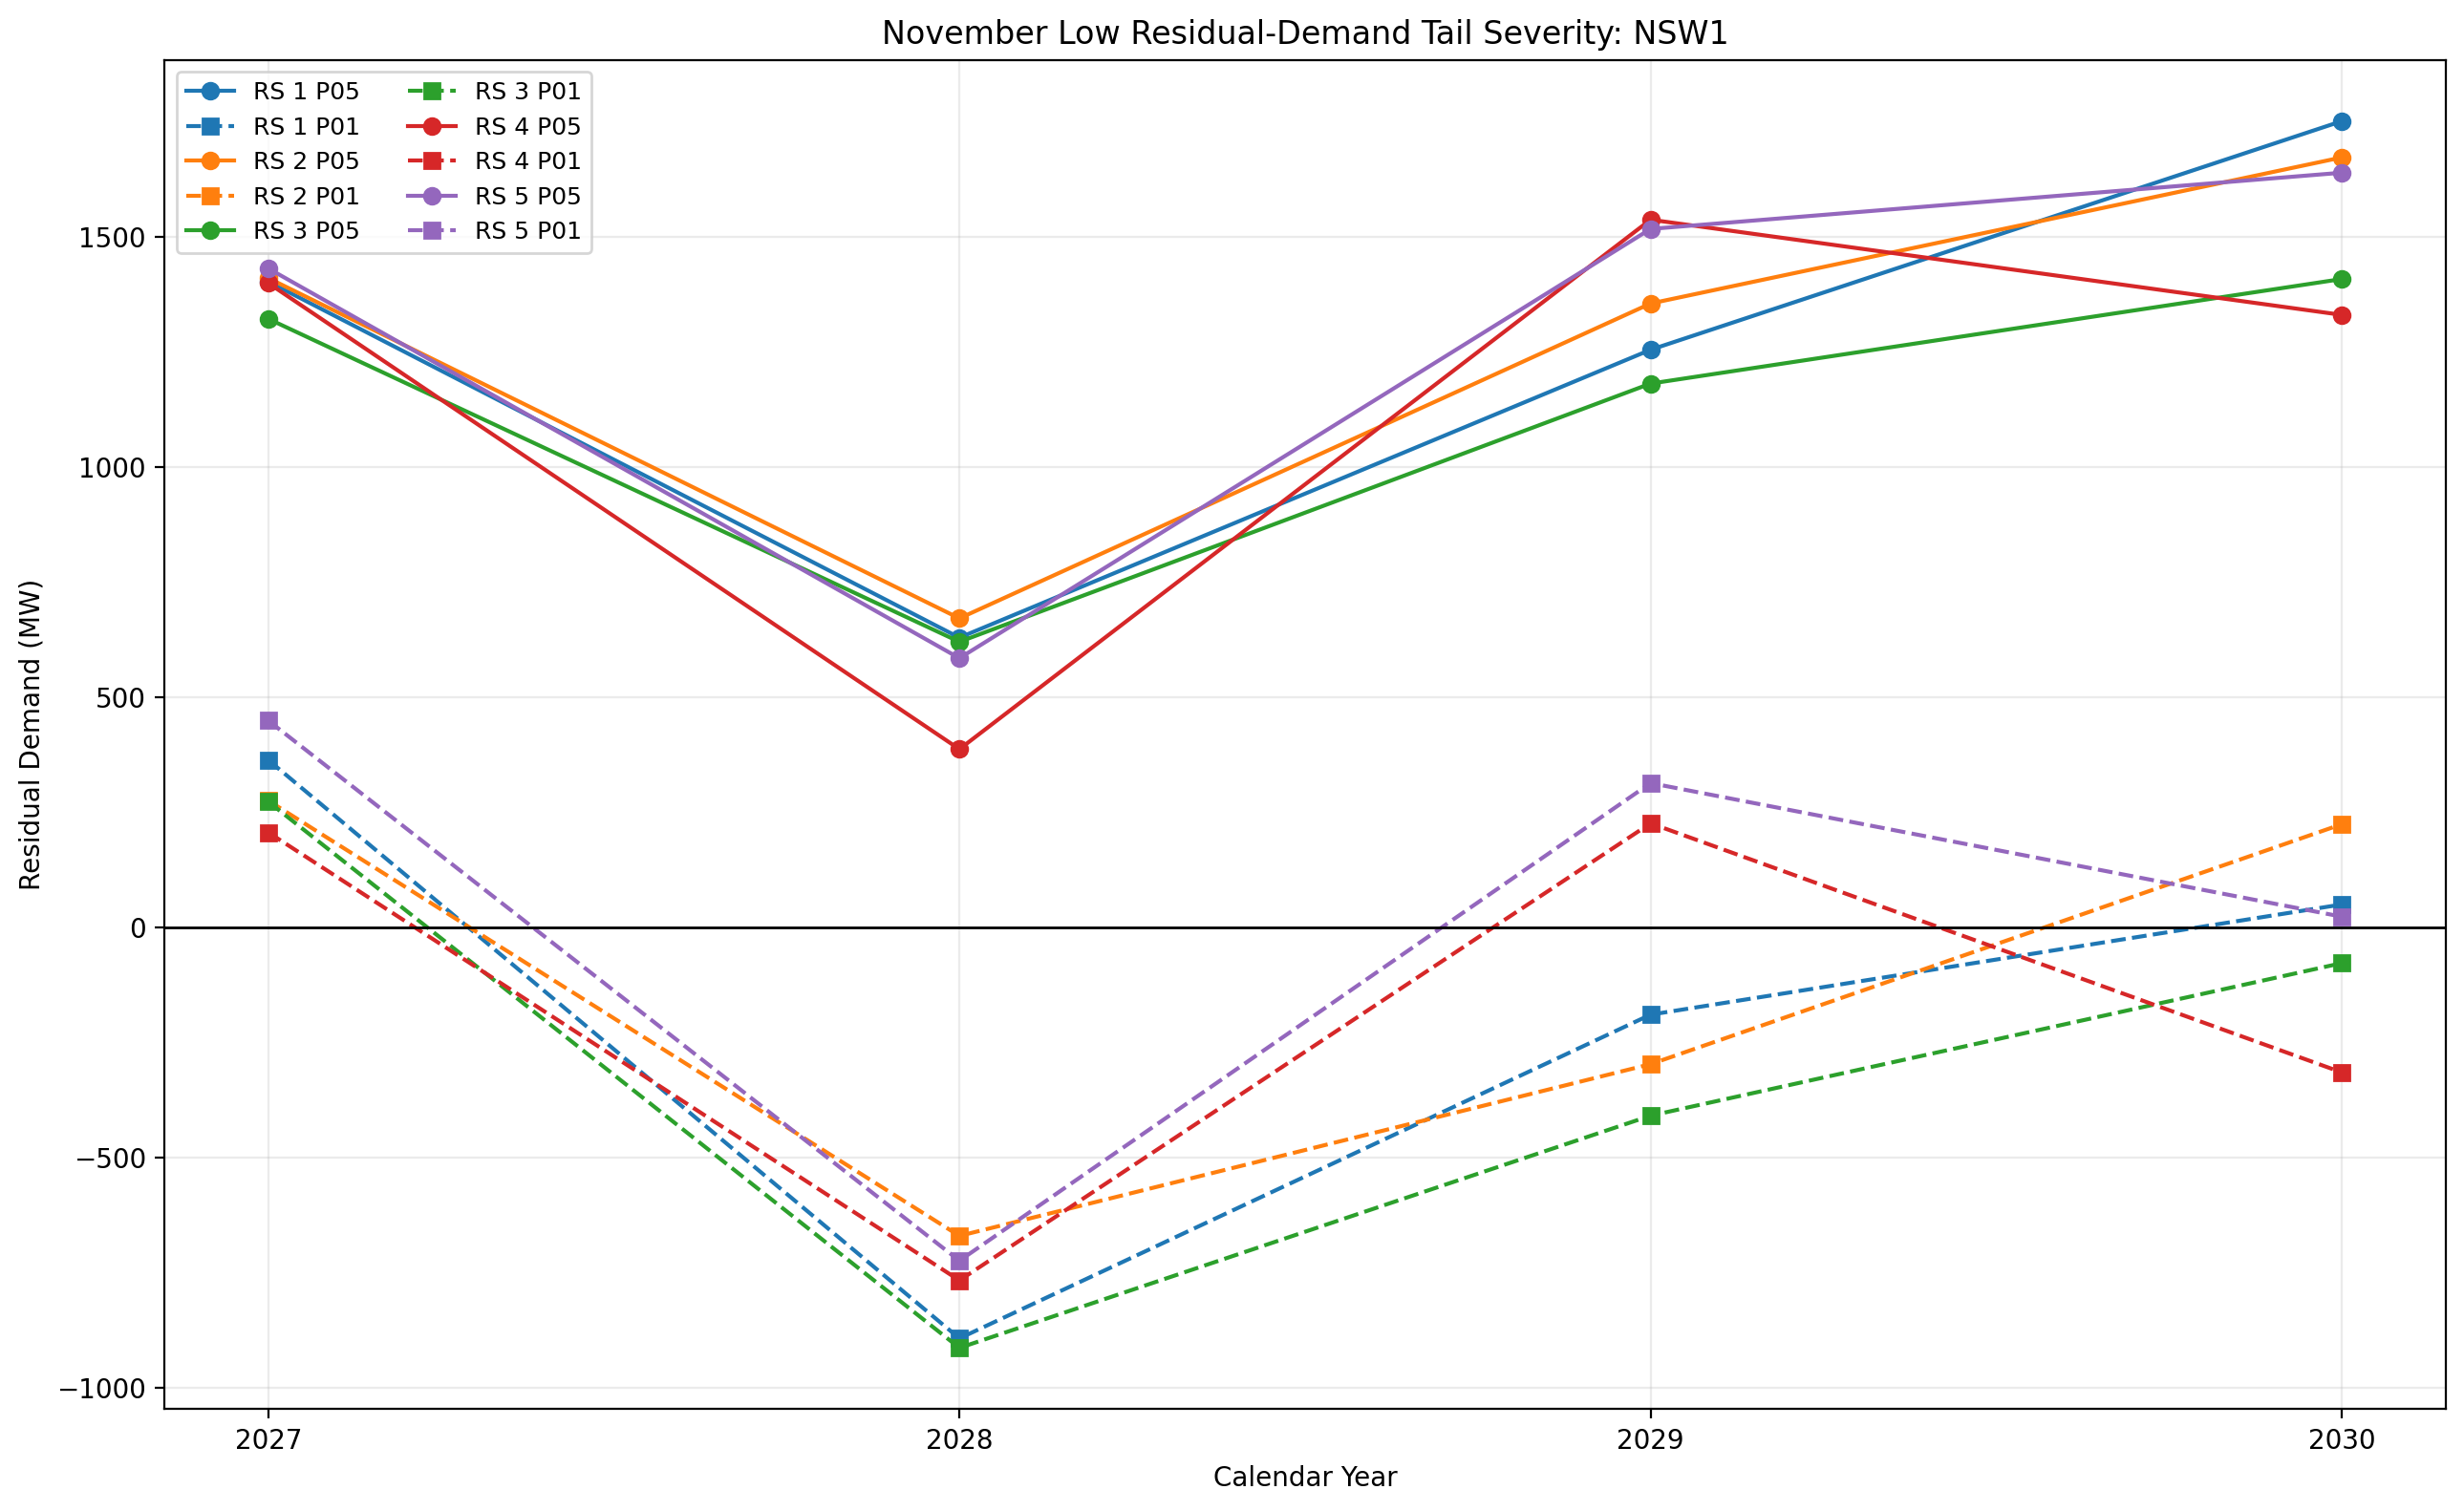 November Low Residual-Demand Tail Severity: NSW1
RS 1 P05
RS 1 P01
RS 2 P05
RS 2 P01
RS 3 P05
RS 3 P01
RS 4 P05
RS 4 P01
RS 5 P05
RS 5 P01
Residual Demand (MW)
1500
1000
500
0
−500
−1000
2027
2028
2029
2030
Calendar Year